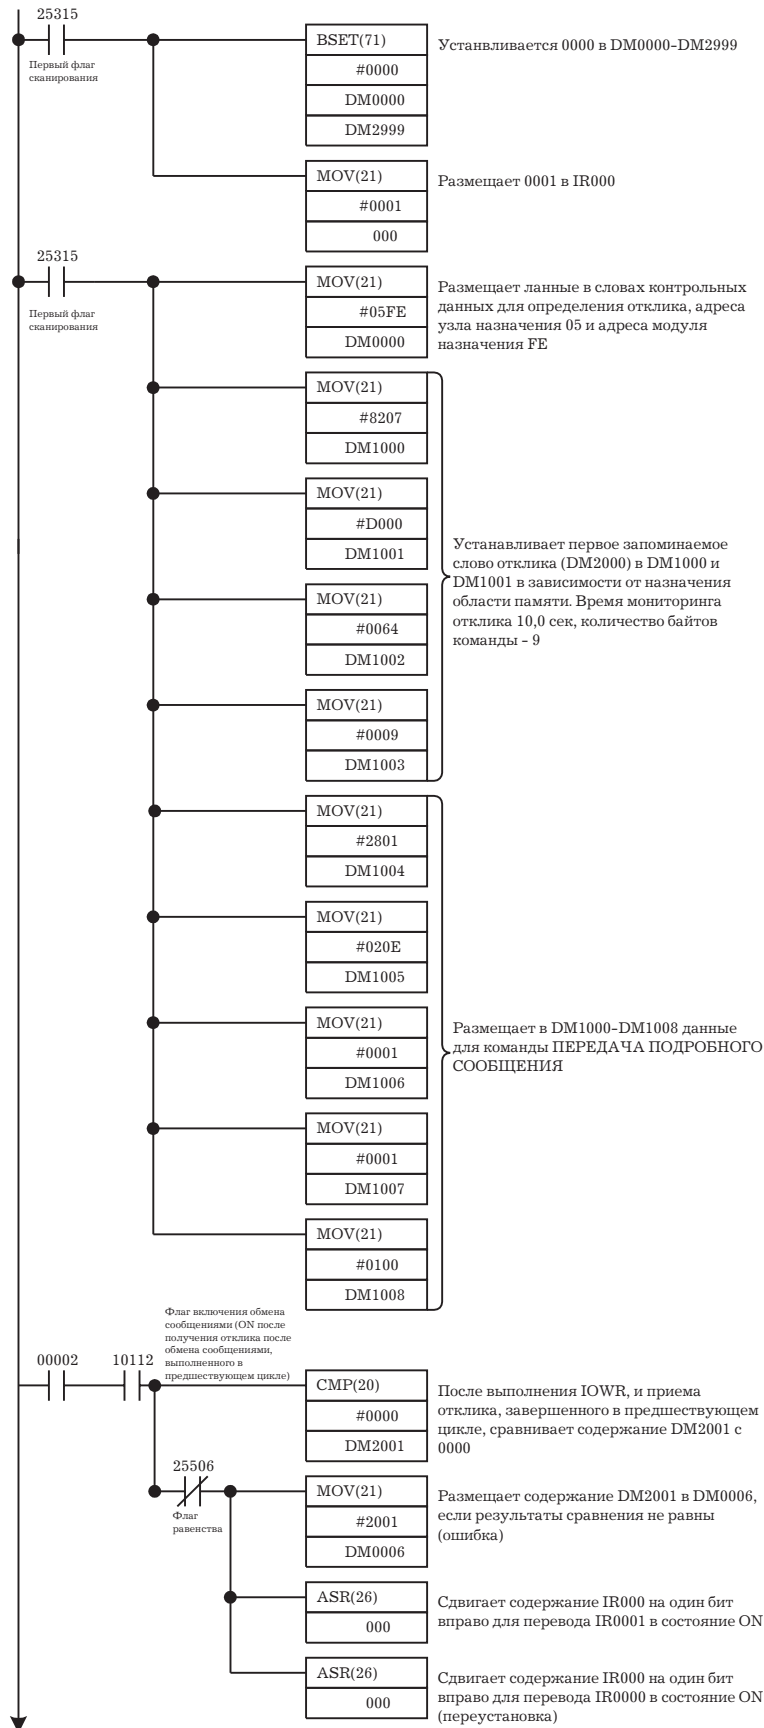 25315
Первый флаг
сканирования
BSET(71)
#0000
DM0000
DM2999
Устанвливается 0000 в DM0000-DM2999
MOV(21)
#0001
000
Размещает 0001 в IR000
25315
Первый флаг
сканирования
MOV(21)
#05FE
DM0000
Размещает ланные в словах контрольных
данных для определения отклика, адреса
узла назначения 05 и адреса модуля
назначения FE
MOV(21)
#8207
DM1000
MOV(21)
#D000
DM1001
MOV(21)
#0064
DM1002
MOV(21)
#0009
DM1003
Устанавливает первое запоминаемое
слово отклика (DM2000) в DM1000 и
DM1001 в зависимости от назначения
области памяти. Время мониторинга
отклика 10,0 сек, количество байтов
команды - 9
MOV(21)
#2801
DM1004
MOV(21)
#020E
DM1005
MOV(21)
#0001
DM1006
MOV(21)
#0001
DM1007
MOV(21)
#0100
DM1008
Размещает в DM1000-DM1008 данные
для команды ПЕРЕДАЧА ПОДРОБНОГО
СООБЩЕНИЯ
Флаг включения обмена
сообщениями (ON после
получения отклика после
обмена сообщениями,
выполненного в
предшествующем цикле)
00002
10112
CMP(20)
#0000
DM2001
После выполнения IOWR, и приема
отклика, завершенного в предшествующем
цикле, сравнивает содержание DM2001 с
0000
25506
Флаг
равенства
MOV(21)
#2001
DM0006
Размещает содержание DM2001 в DM0006,
если результаты сравнения не равны
(ошибка)
ASR(26)
000
Сдвигает содержание IR000 на один бит
вправо для перевода IR0001 в состояние ON
ASR(26)
000
Сдвигает содержание IR000 на один бит
вправо для перевода IR0000 в состояние ON
(переустановка)